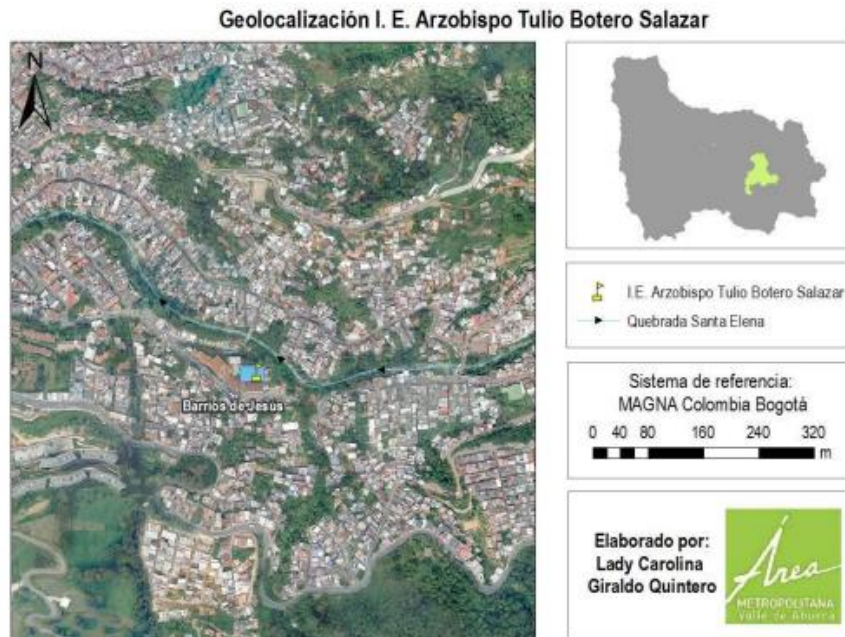 Geolocalización I. E. Arzobispo Tulio Botero Salazar
N
Barrios de Jesús
I.E. Arzobispo Tulio Botero Salazar
Quebrada Santa Elena
Sistema de referencia:
MAGNA Colombia Bogotá
0 40 80 160 240 320
m
Elaborado por:
Lady Carolina
Giraldo Quintero
Área
METROPOLITANA
Valle de Aburrá